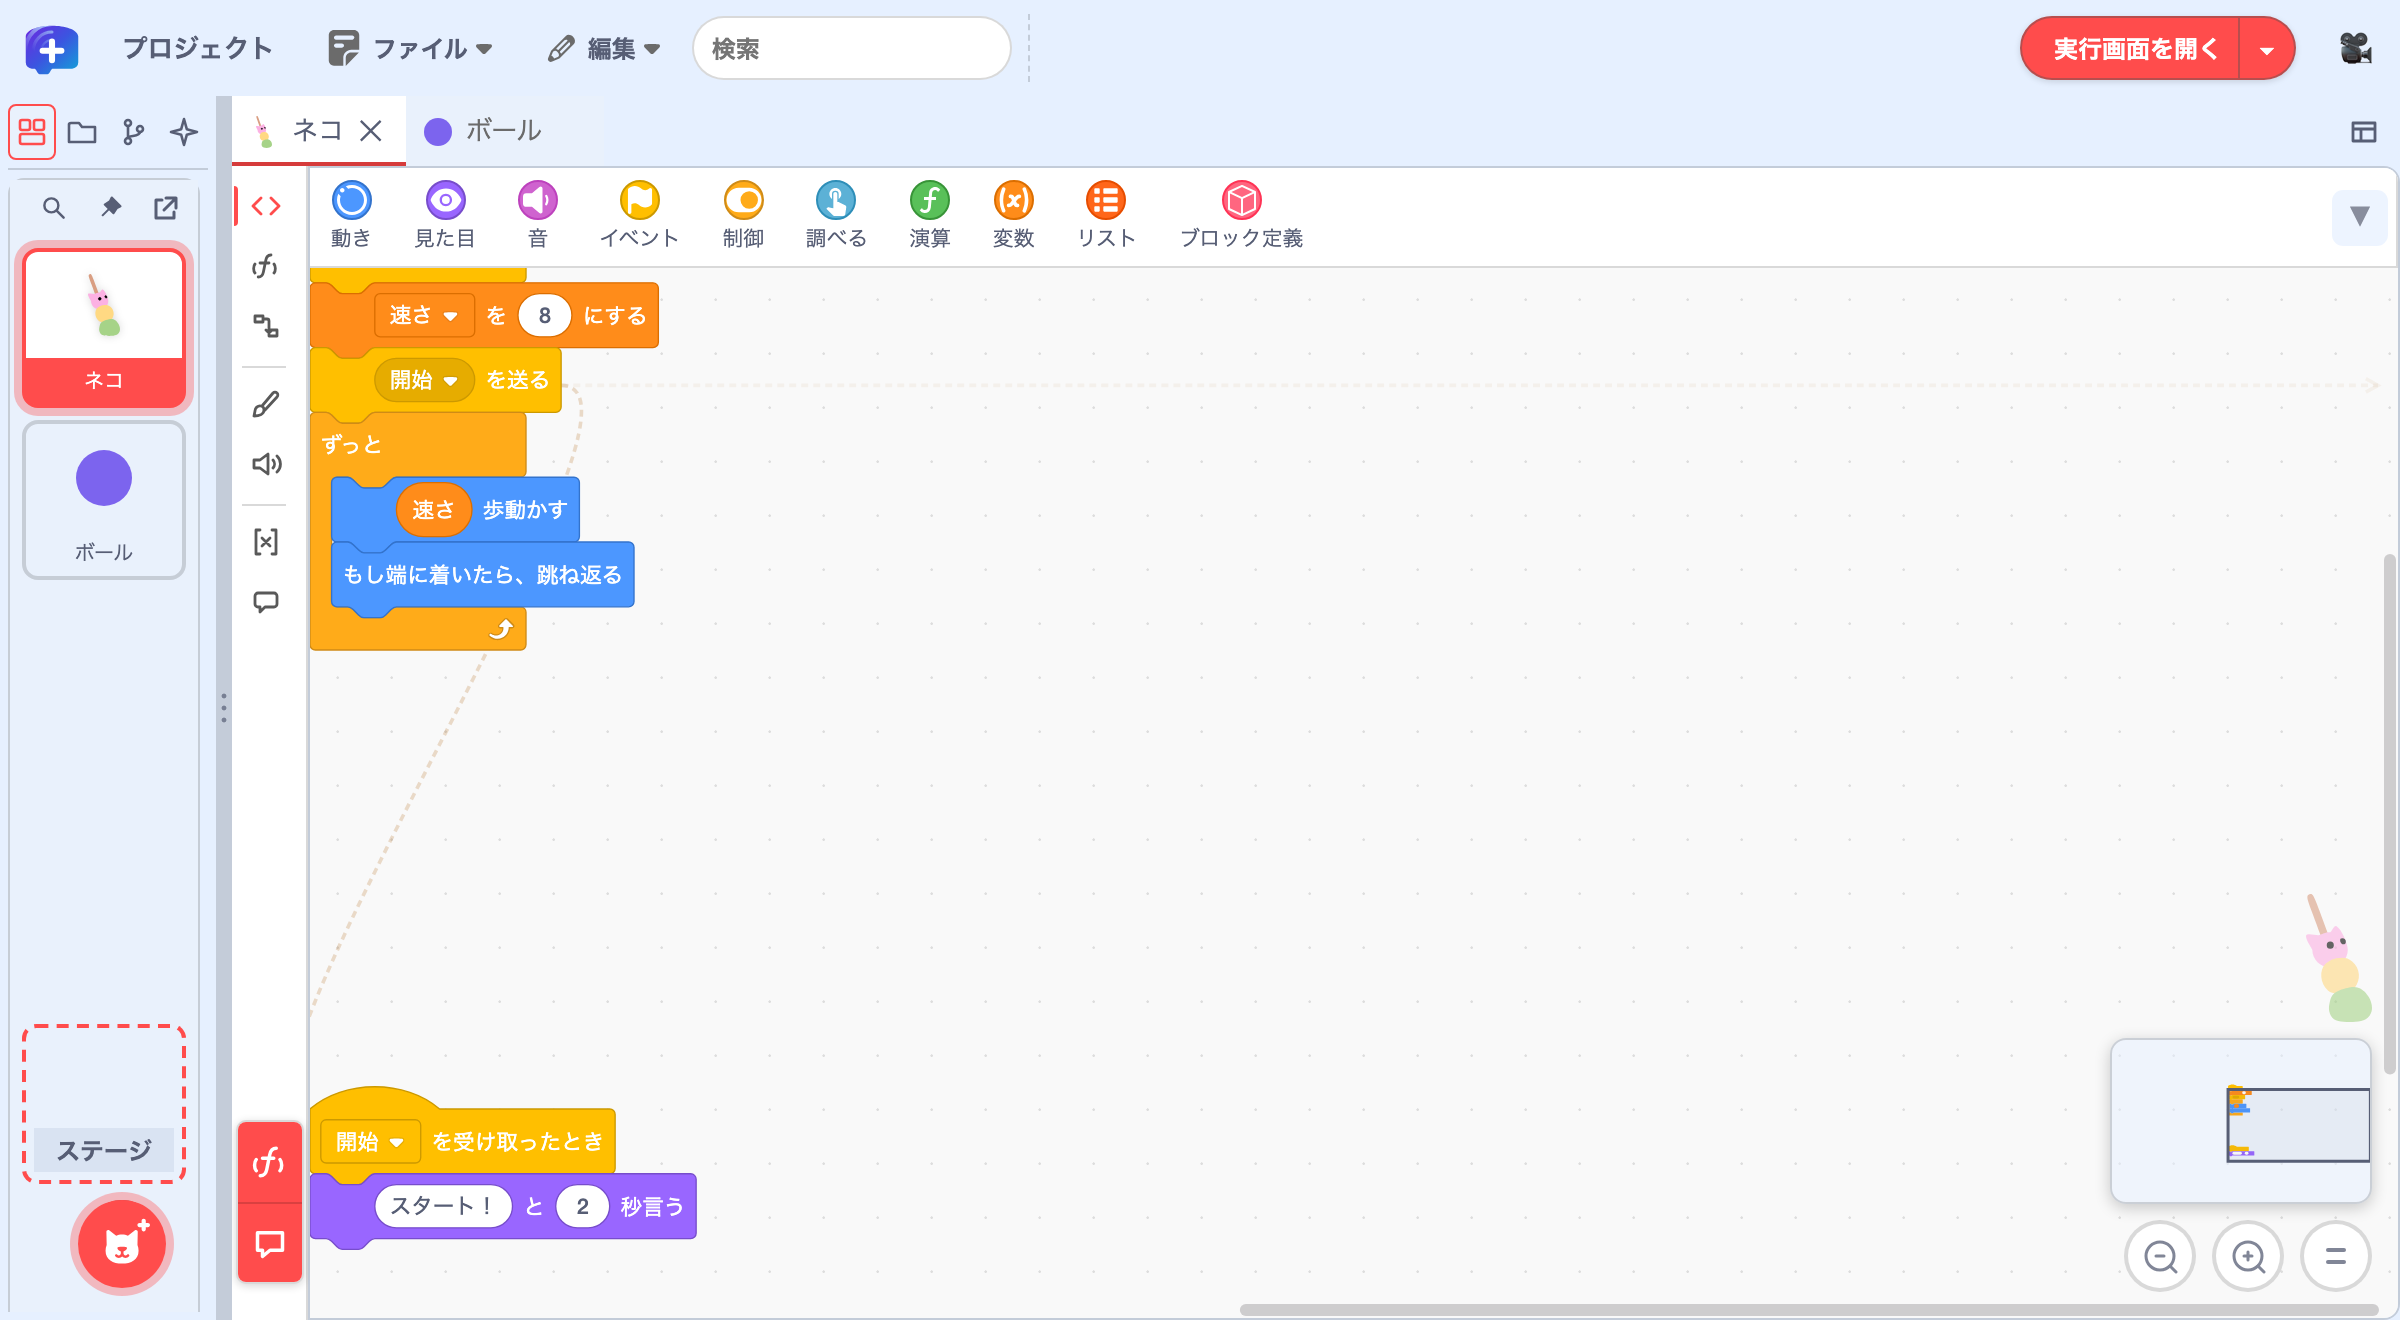 プロジェクト
ファイル
編集
検索
実行画面を開く
ネコ
ボール
動き
見た目
音
イベント
制御
調べる
演算
変数
リスト
ブロック定義
ネコ
ボール
ステージ
速さ を 8 にする
開始 を送る
ずっと
速さ 歩動かす
もし端に着いたら、跳ね返る
開始 を受け取ったとき
スタート！ と 2 秒言う